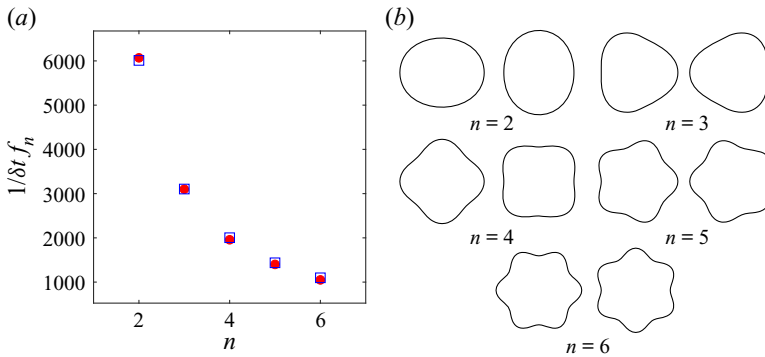 (a)
6000
5000
4000
3000
2000
1000
1/δt f_n
2
4
6
n
(b)
n = 2
n = 3
n = 4
n = 5
n = 6